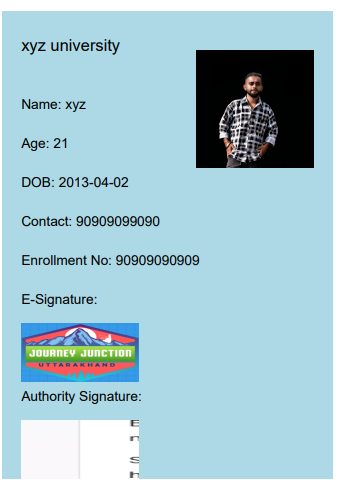 xyz university
Name: xyz
Age: 21
DOB: 2013-04-02
Contact: 90909099090
Enrollment No: 90909090909
E-Signature:
JOURNEY JUNCTION
UTTARAKHAND
Authority Signature: